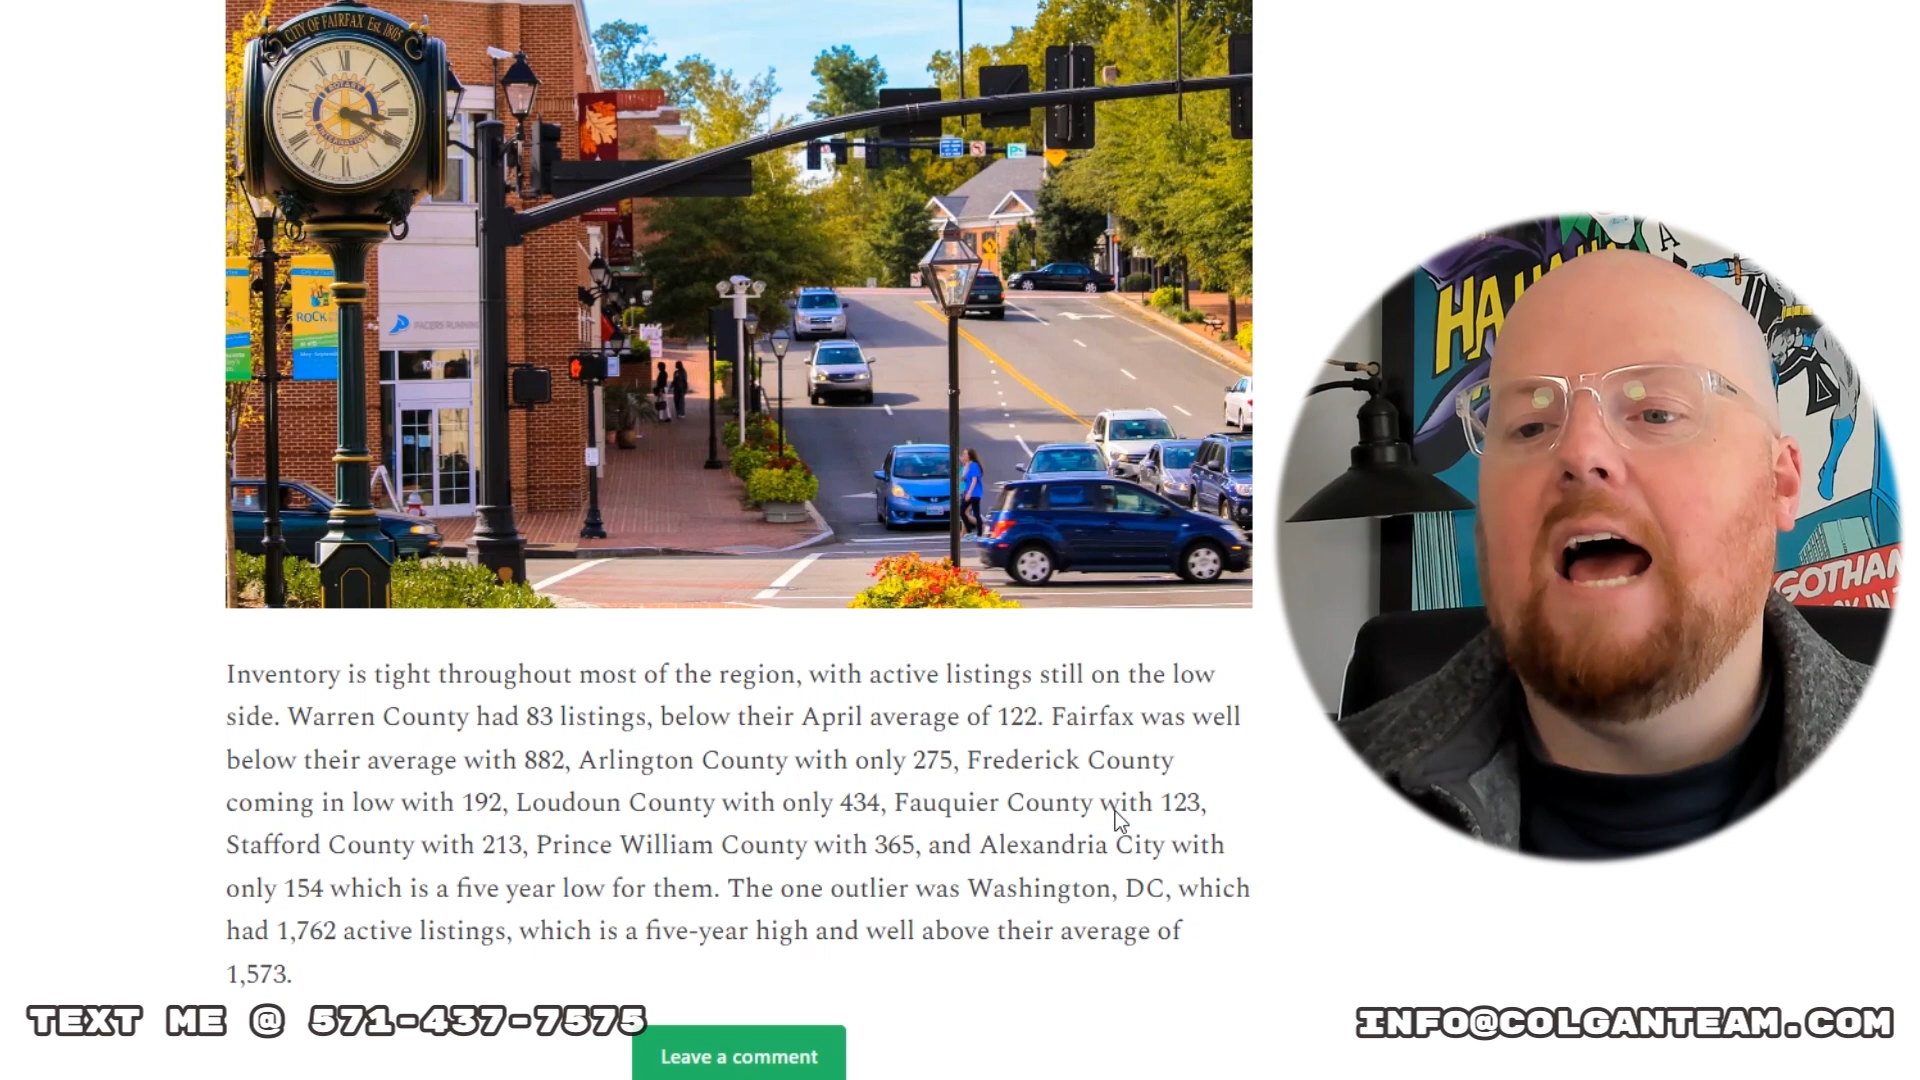 CITY OF FAIRFAX Est. 1805
ROTARY
INTERNATIONAL
ROCK
PACERS RUNNING
HAHAHA
A
GOTHAM
Inventory is tight throughout most of the region, with active listings still on the low
side. Warren County had 83 listings, below their April average of 122. Fairfax was well
below their average with 882, Arlington County with only 275, Frederick County
coming in low with 192, Loudoun County with only 434, Fauquier County with 123,
Stafford County with 213, Prince William County with 365, and Alexandria City with
only 154 which is a five year low for them. The one outlier was Washington, DC, which
had 1,762 active listings, which is a five-year high and well above their average of
1,573.
TEXT ME @ 571-437-7575
INFO@COLGANTEAM.COM
Leave a comment